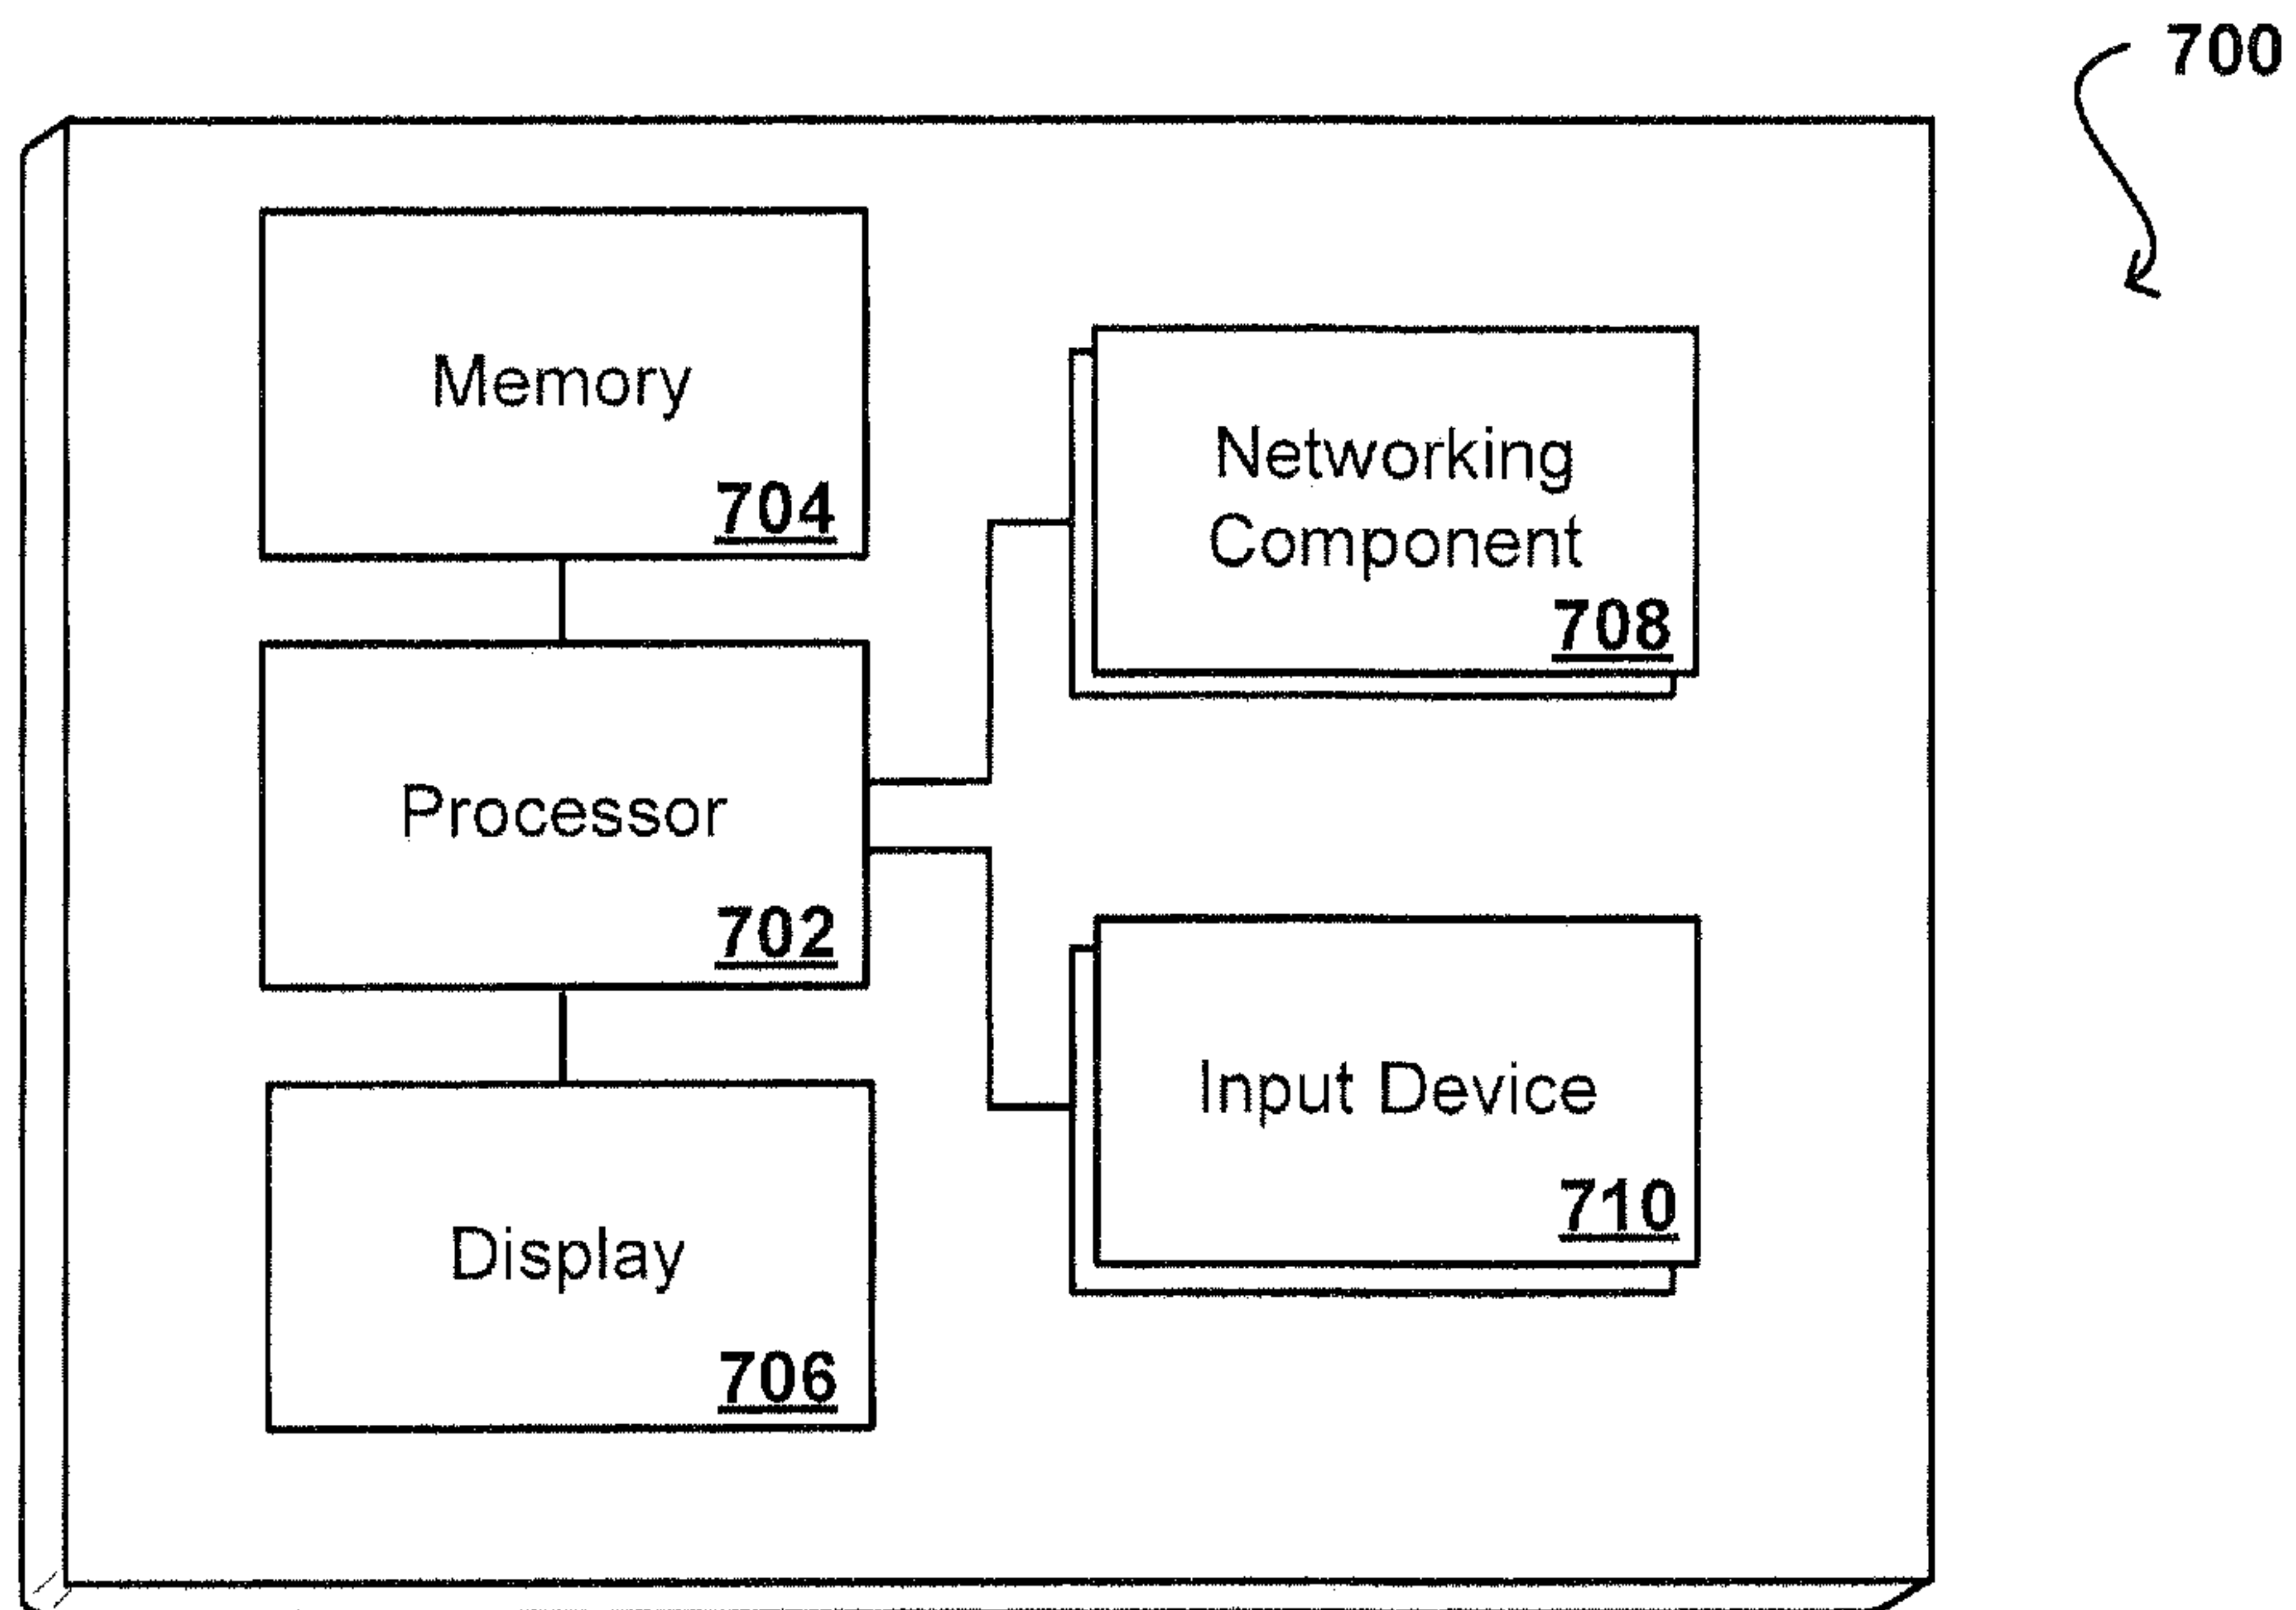 700
Memory
704
Networking
Component
708
Processor
702
Input Device
710
Display
706